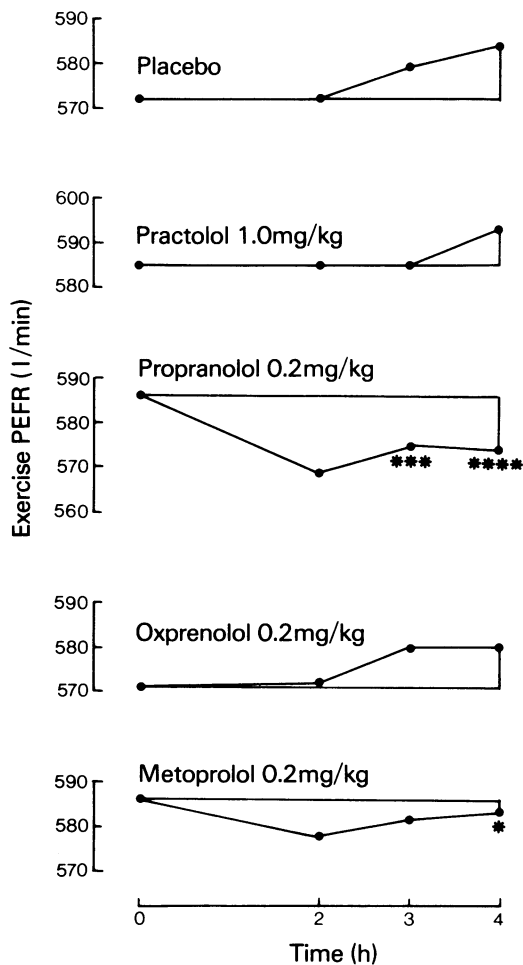 590
580
570
Placebo
600
590
580
Practolol 1.0mg/kg
Exercise PEFR (l/min)
590
580
570
560
Propranolol 0.2mg/kg
***
****
590
580
570
Oxprenolol 0.2mg/kg
590
580
570
Metoprolol 0.2mg/kg
*
0 2 3 4
Time (h)